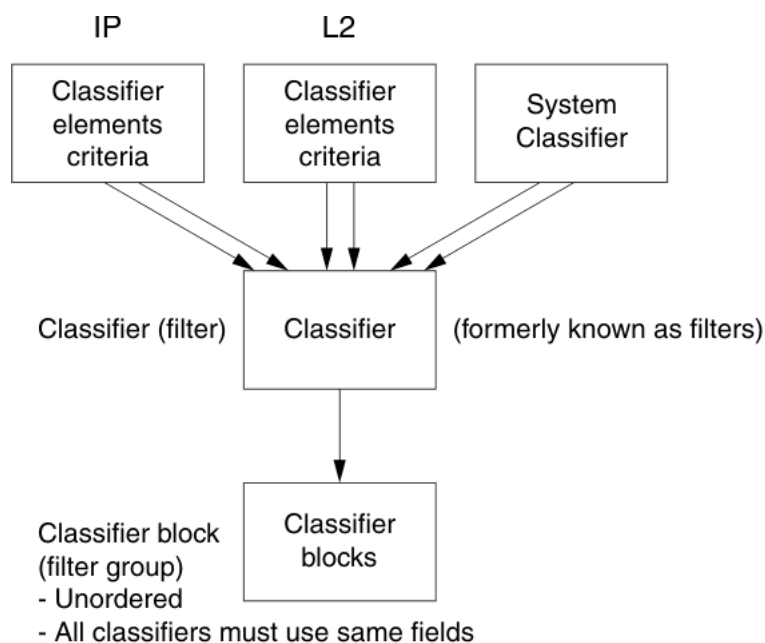 IP
L2
Classifier
elements
criteria
Classifier
elements
criteria
System
Classifier
Classifier (filter)
Classifier
(formerly known as filters)
Classifier block
(filter group)
- Unordered
- All classifiers must use same fields
Classifier
blocks